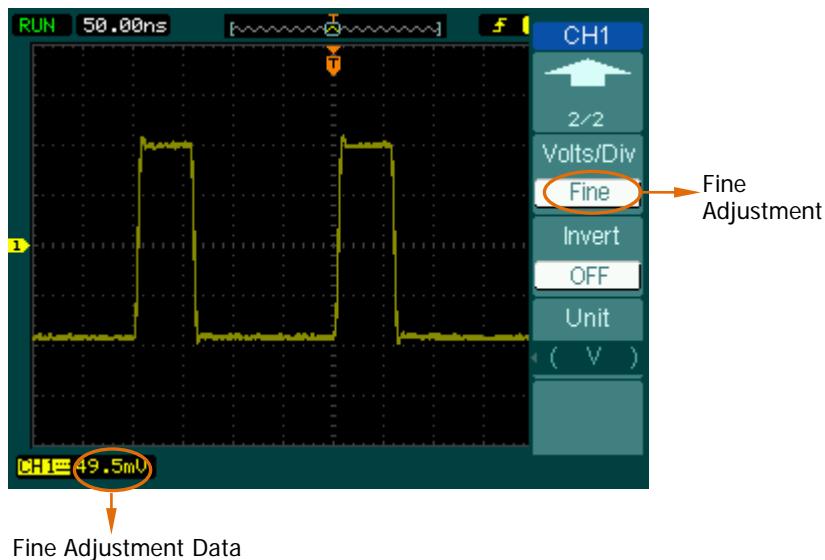 RUN 50.00ns
T
CH1
2/2
Volts/Div
Fine
Fine
Adjustment
Invert
OFF
Unit
( V )
T
1
CH1 49.5mV
Fine Adjustment Data